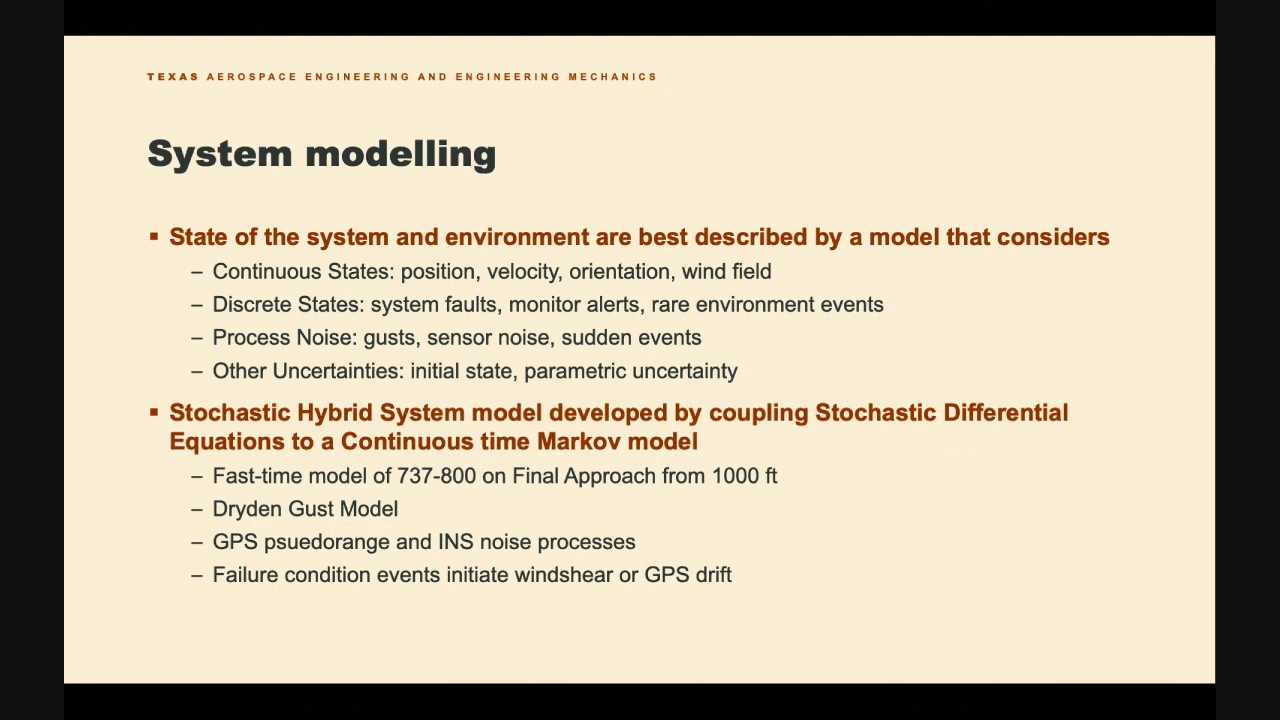 TEXAS AEROSPACE ENGINEERING AND ENGINEERING MECHANICS
System modelling
▪ State of the system and environment are best described by a model that considers
– Continuous States: position, velocity, orientation, wind field
– Discrete States: system faults, monitor alerts, rare environment events
– Process Noise: gusts, sensor noise, sudden events
– Other Uncertainties: initial state, parametric uncertainty
▪ Stochastic Hybrid System model developed by coupling Stochastic Differential
Equations to a Continuous time Markov model
– Fast-time model of 737-800 on Final Approach from 1000 ft
– Dryden Gust Model
– GPS psuedorange and INS noise processes
– Failure condition events initiate windshear or GPS drift